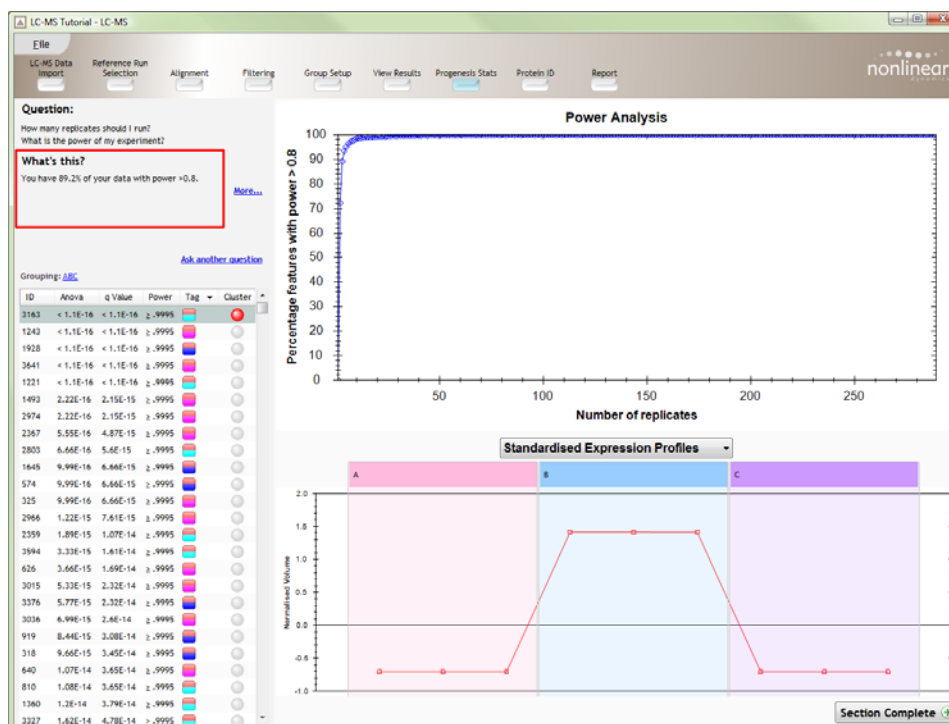 LC-MS Tutorial - LC-MS
File
LC-MS Data Import
Reference Run Selection
Alignment
Filtering
Group Setup
View Results
Progenesis Stats
Protein ID
Report
nonlinear
dynamics
Question:
How many replicates should I run?
What is the power of my experiment?
What's this?
You have 89.2% of your data with power >0.8.
More...
Ask another question
Grouping: ABC
ID Anova q Value Power Tag Cluster
3163 < 1.1E-16 < 1.1E-16 ≥ .9995
1243 < 1.1E-16 < 1.1E-16 ≥ .9995
1928 < 1.1E-16 < 1.1E-16 ≥ .9995
3641 < 1.1E-16 < 1.1E-16 ≥ .9995
1221 < 1.1E-16 < 1.1E-16 ≥ .9995
1493 2.22E-16 2.15E-15 ≥ .9995
2974 2.22E-16 2.15E-15 ≥ .9995
2367 5.55E-16 4.87E-15 ≥ .9995
2803 6.66E-16 5.6E-15 ≥ .9995
1645 9.99E-16 6.66E-15 ≥ .9995
574 9.99E-16 6.66E-15 ≥ .9995
325 9.99E-16 6.66E-15 ≥ .9995
2966 1.22E-15 7.61E-15 ≥ .9995
2359 1.89E-15 1.07E-14 ≥ .9995
3594 3.33E-15 1.61E-14 ≥ .9995
626 3.66E-15 1.69E-14 ≥ .9995
3015 5.33E-15 2.32E-14 ≥ .9995
3376 5.77E-15 2.32E-14 ≥ .9995
3036 6.99E-15 2.6E-14 ≥ .9995
919 8.44E-15 3.08E-14 ≥ .9995
318 9.66E-15 3.45E-14 ≥ .9995
640 1.07E-14 3.65E-14 ≥ .9995
810 1.08E-14 3.65E-14 ≥ .9995
1360 1.2E-14 3.79E-14 ≥ .9995
3327 1.62E-14 4.78E-14 > .9995
Power Analysis
Percentage features with power > 0.8
100
90
80
70
60
50
40
30
20
10
0
50 100 150 200 250
Number of replicates
Standardised Expression Profiles
A B C
Normalised Volume
2.0
1.5
1.0
0.5
0.0
-0.5
-1.0
Section Complete